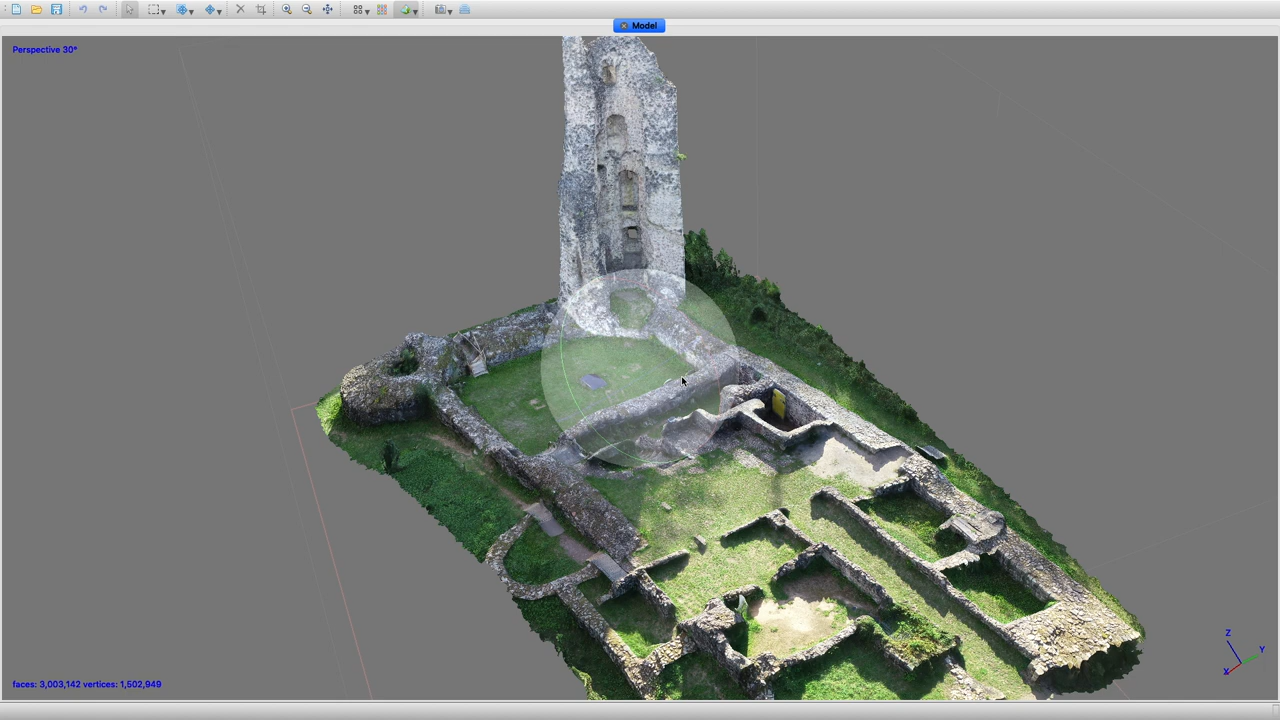 Model
Perspective 30°
Z
Y
X
faces: 3,003,142 vertices: 1,502,949